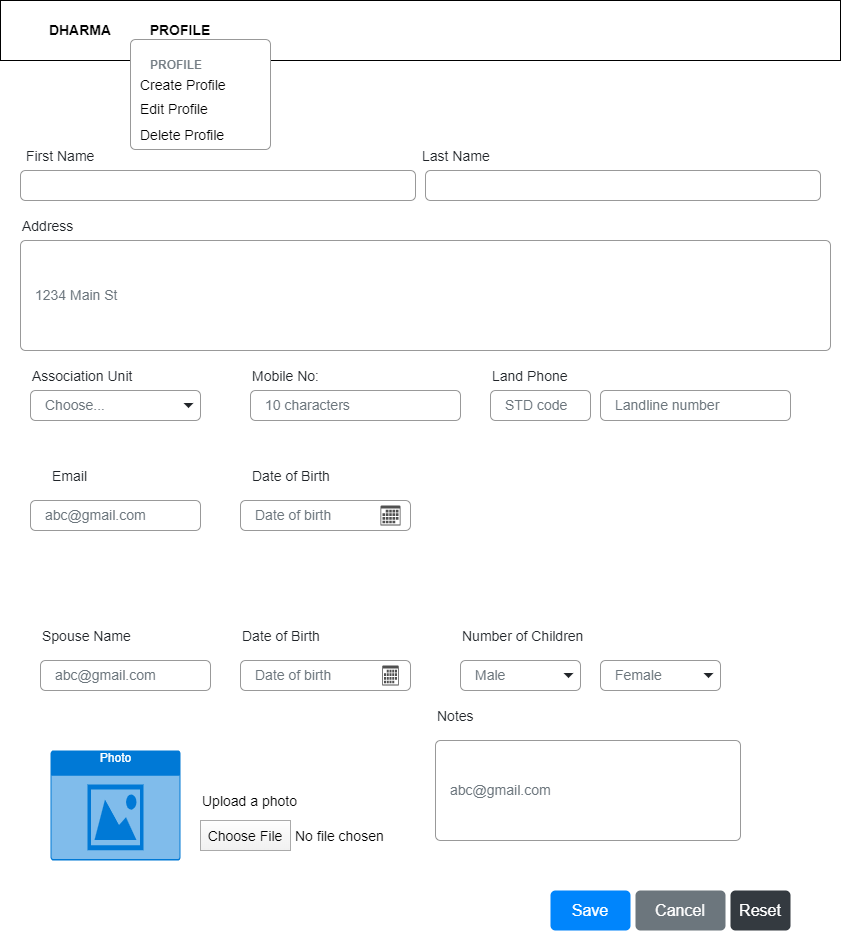 DHARMA PROFILE
PROFILE
Create Profile
Edit Profile
Delete Profile
First Name Last Name
Address
1234 Main St
Association Unit Mobile No: Land Phone
Choose... 10 characters STD code Landline number
Email Date of Birth
abc@gmail.com Date of birth
Spouse Name Date of Birth Number of Children
abc@gmail.com Date of birth Male Female
Notes
Photo
abc@gmail.com
Upload a photo
Choose File No file chosen
Save Cancel Reset